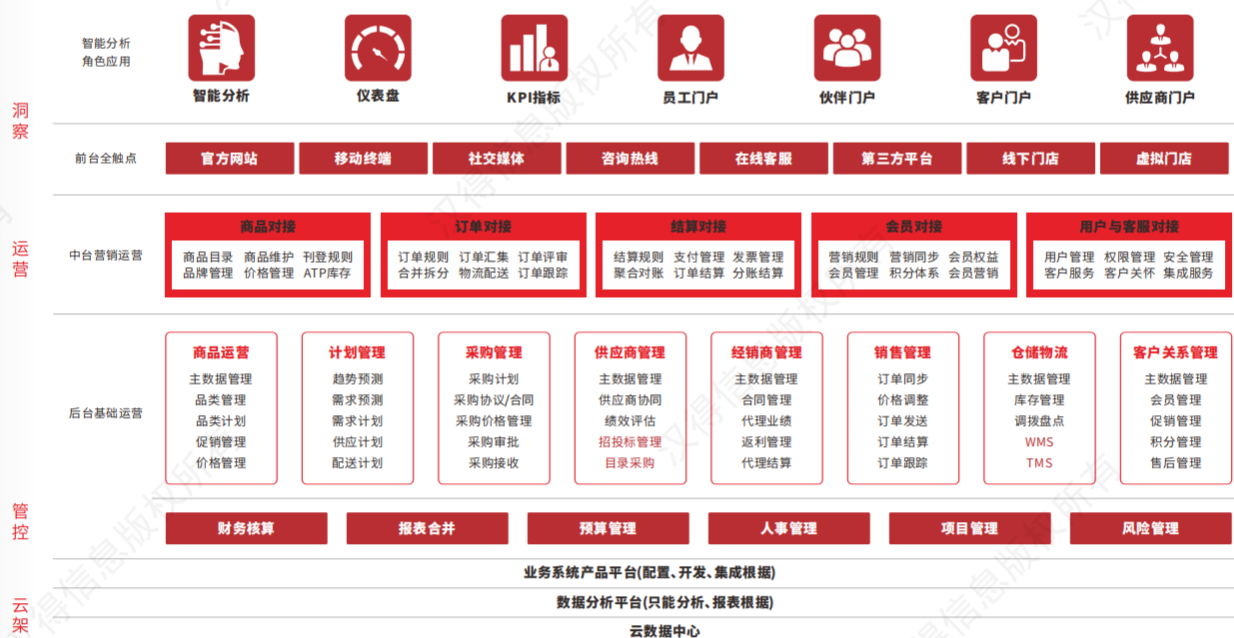 智能分析
角色应用
智能分析 仪表盘 KPI指标 员工门户 伙伴门户 客户门户 供应商门户
洞察
前台全触点 官方网站 移动终端 社交媒体 咨询热线 在线客服 第三方平台 线下门店 虚拟门店
运营
中台营销运营
商品对接 订单对接 结算对接 会员对接 用户与客服对接
商品目录 商品维护 刊登规则 订单规则 订单汇集 订单评审 结算规则 支付管理 发票管理 营销规则 营销同步 会员权益 用户管理 权限管理 安全管理
品牌管理 价格管理 ATP库存 合并拆分 物流配送 订单跟踪 聚合对账 订单结算 分账结算 会员管理 积分体系 会员营销 客户服务 客户关怀 集成服务
后台基础运营
商品运营 计划管理 采购管理 供应商管理 经销商管理 销售管理 仓储物流 客户关系管理
主数据管理 趋势预测 采购计划 主数据管理 主数据管理 订单同步 主数据管理 主数据管理
品类管理 需求预测 采购协议/合同 供应商协同 合同管理 价格调整 库存管理 会员管理
品类计划 需求计划 采购价格管理 绩效评估 代理业绩 订单发送 调拨盘点 促销管理
促销管理 供应计划 采购审批 招投标管理 返利管理 订单结算 WMS 积分管理
价格管理 配送计划 采购接收 目录采购 代理结算 订单跟踪 TMS 售后管理
管控
财务核算 报表合并 预算管理 人事管理 项目管理 风险管理
业务系统产品平台(配置、开发、集成根据)
云架
数据分析平台(只能分析、报表根据)
云数据中心
汉得信息版权所有